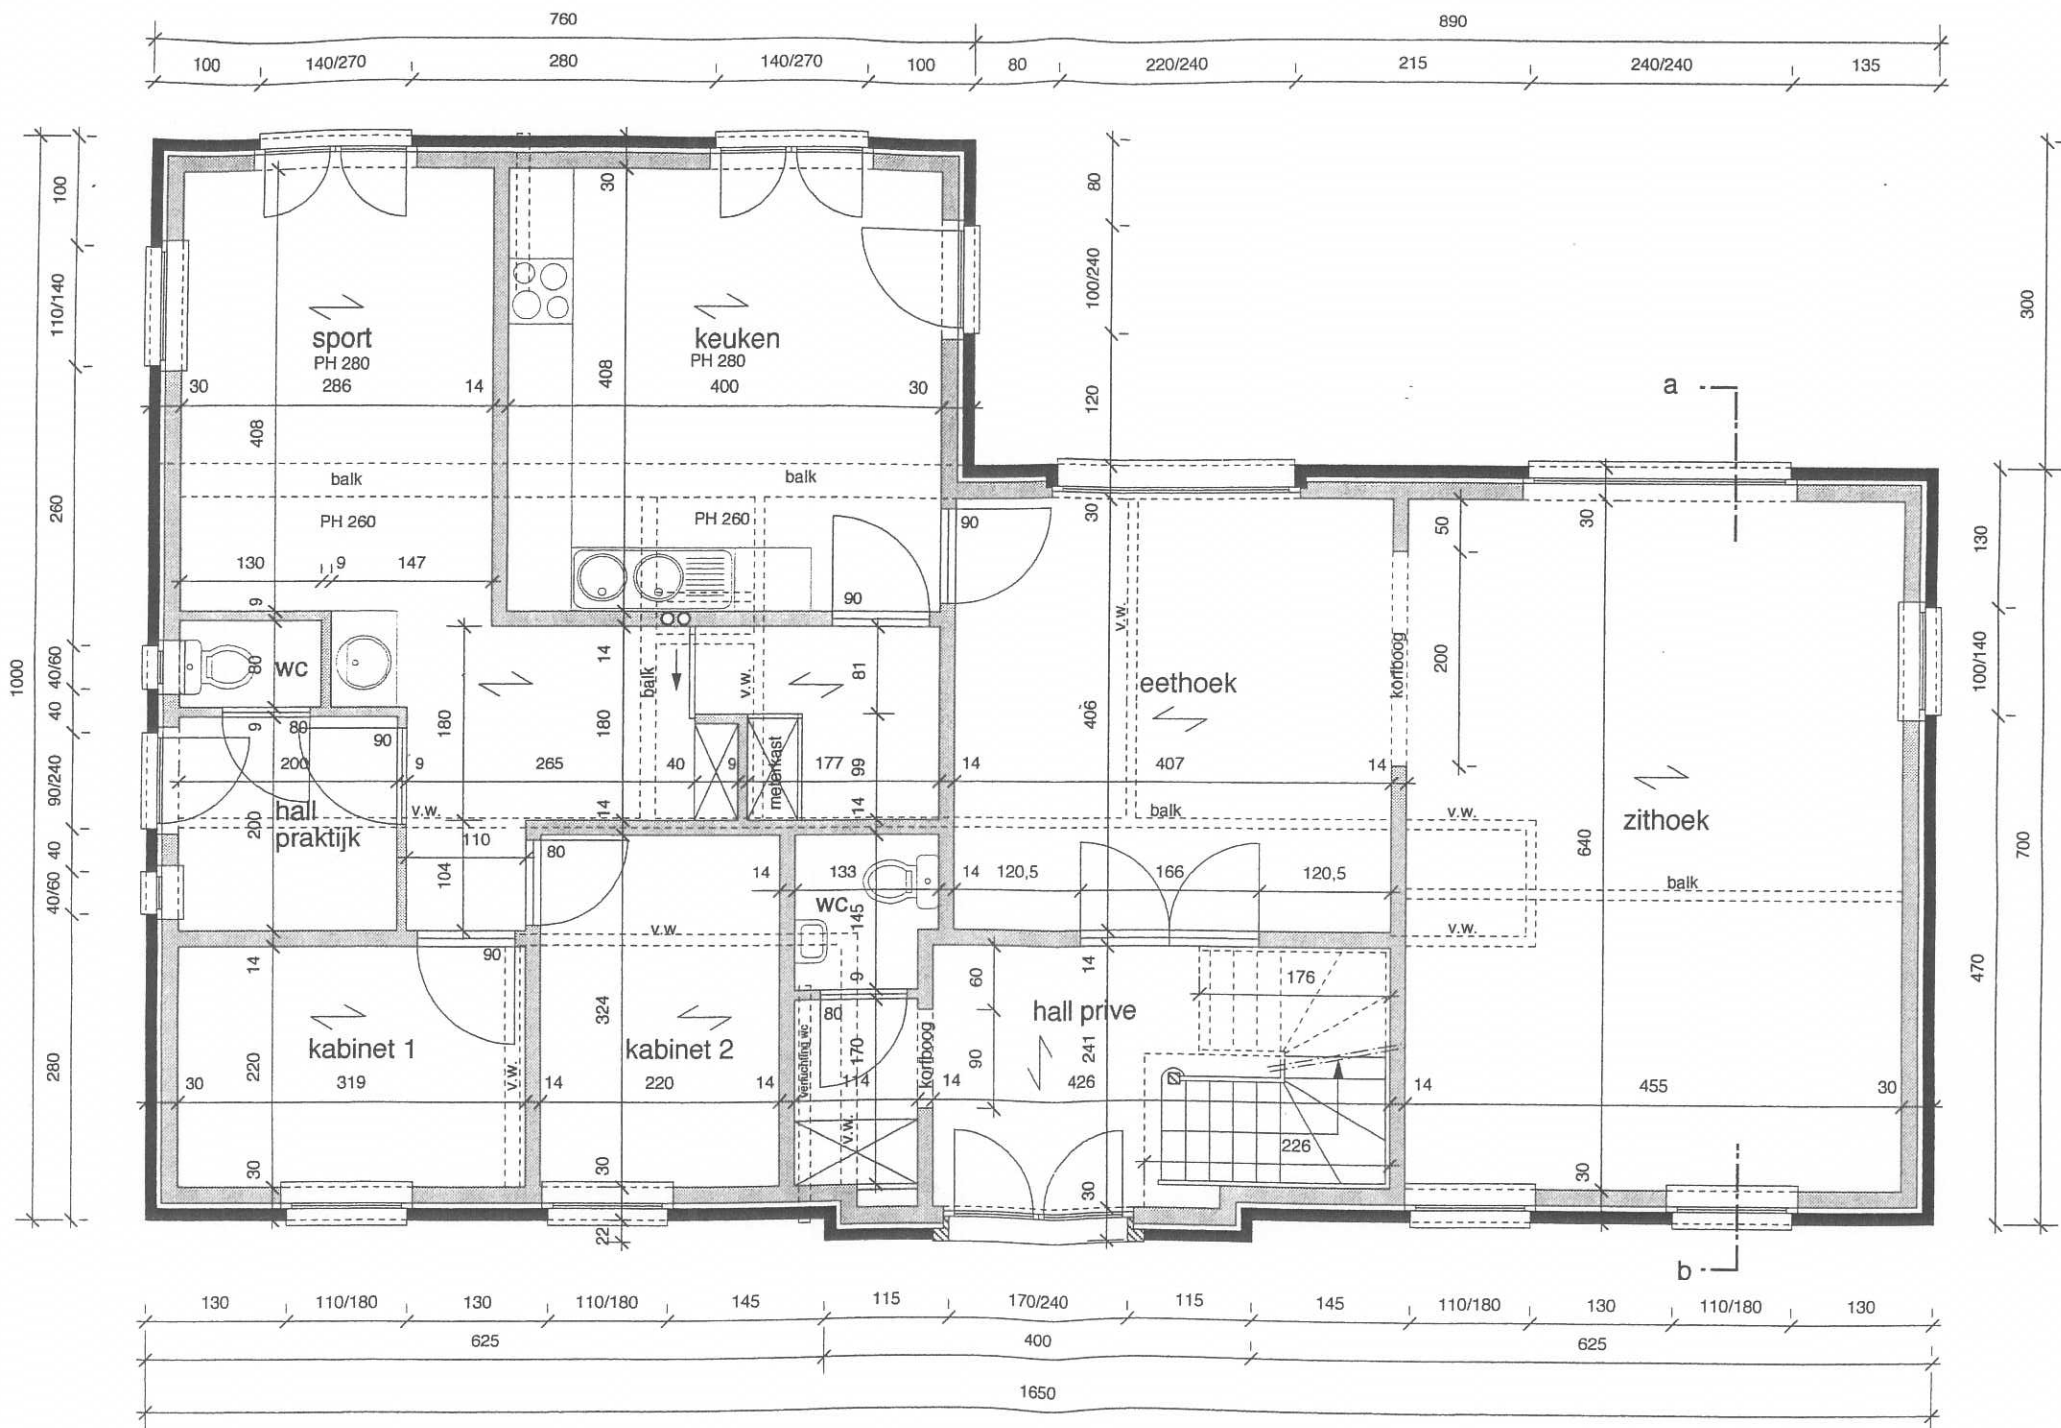 760 890
100 140/270 280 140/270 100 80 220/240 215 240/240 135
1000
100
110/140
260
40/60
40
90/240
40
40/60
280
30
sport
PH 280
30 286 14
408
balk
PH 260
130 9 147
9
keuken
PH 280
408
400 30
balk
PH 260
90
90
80
100/240
120
a
300
30
30
50
130
100/140
700
470
80
wc
9
80
90
180
14
180
balk
v.w.
81
v.w.
eethoek
406
korfboog
200
200
9
265
40
9
meterkast
177
99
14
407
14
hall
praktijk
200
v.w.
14
14
110
104
80
balk
v.w.
zithoek
640
balk
v.w.
14 133
wc
145
14 120,5 166 120,5
v.w.
14
90
9
60
14
176
kabinet 1
220
30 319
v.w.
324
kabinet 2
14 220 14
80
verluchting wc
170
114
v.w.
korfboog
14
90
hall prive
241
426
14 455 30
226
30
30
22
30
30
b
130 110/180 130 110/180 145 115 170/240 115 145 110/180 130 110/180 130
625 400 625
1650